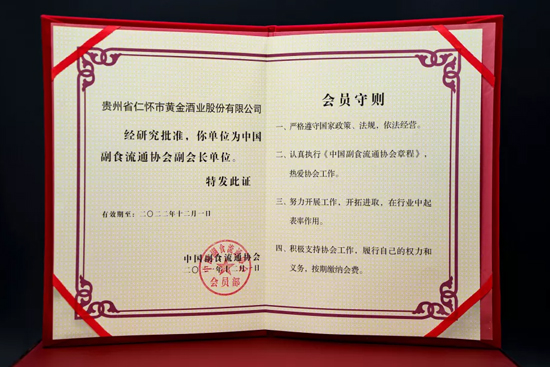 贵州省仁怀市黄金酒业股份有限公司
经研究批准,你单位为中国
副食流通协会副会长单位。
特发此证
有效期至:二〇二二年十二月一日
中国副食流通协会
二〇
十二月一日
会员部
会员守则
一、严格遵守国家政策、法规,依法经营。
二、认真执行《中国副食流通协会章程》,
热爱协会工作。
三、努力开展工作、开拓进取,在行业中起
表率作用。
四、积极支持协会工作,履行自己的权力和
义务,按期缴纳会费。